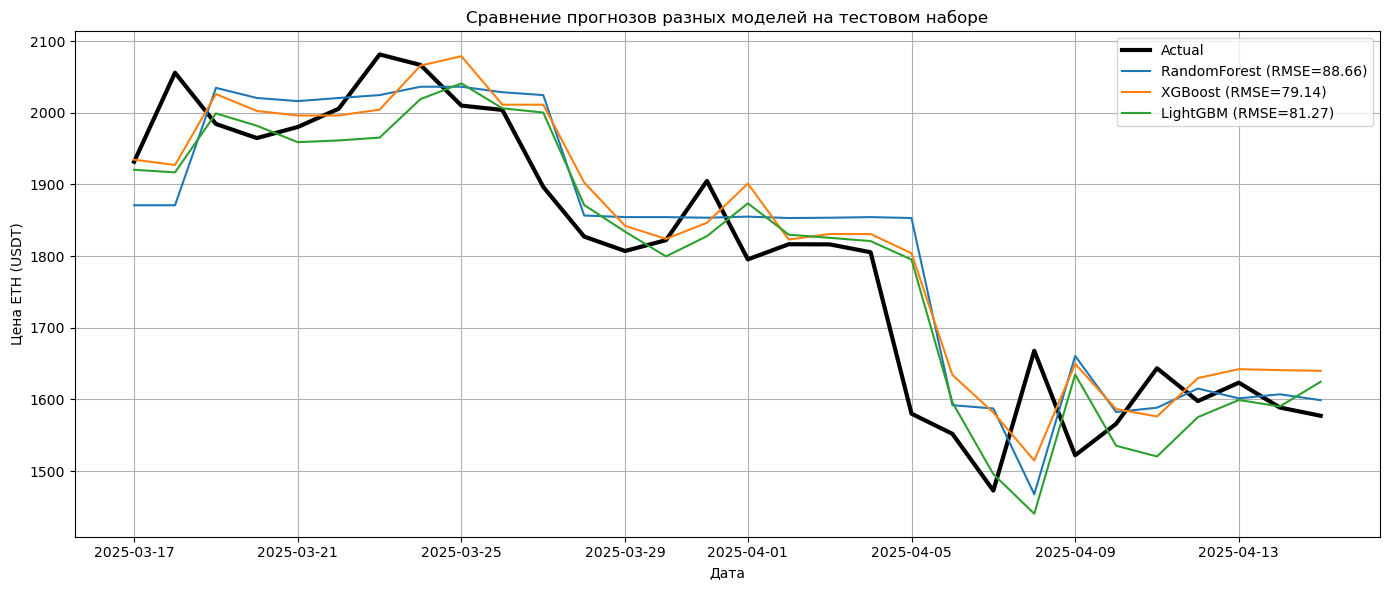 Сравнение прогнозов разных моделей на тестовом наборе
Actual
RandomForest (RMSE=88.66)
XGBoost (RMSE=79.14)
LightGBM (RMSE=81.27)
Цена ETH (USDT)
2100
2000
1900
1800
1700
1600
1500
2025-03-17 2025-03-21 2025-03-25 2025-03-29 2025-04-01 2025-04-05 2025-04-09 2025-04-13
Дата